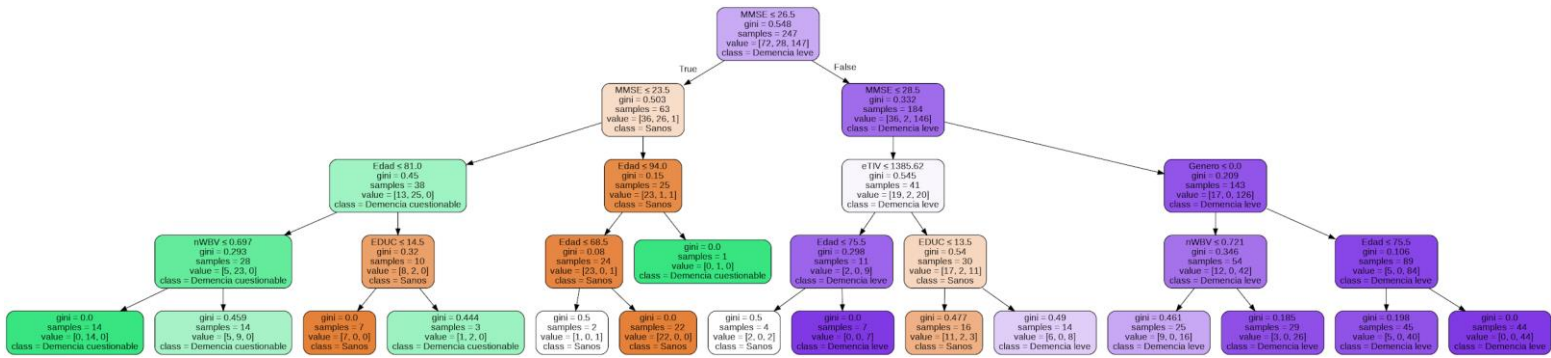 MMSE ≤ 26.5
gini = 0.548
samples = 247
value = [72, 28, 147]
class = Demencia leve
True
False
MMSE ≤ 23.5
gini = 0.503
samples = 63
value = [36, 26, 1]
class = Sanos
MMSE ≤ 28.5
gini = 0.332
samples = 184
value = [36, 2, 146]
class = Demencia leve
Edad ≤ 81.0
gini = 0.45
samples = 38
value = [13, 25, 0]
class = Demencia cuestionable
Edad ≤ 94.0
gini = 0.15
samples = 25
value = [23, 1, 1]
class = Sanos
eTIV ≤ 1385.62
gini = 0.545
samples = 41
value = [19, 2, 20]
class = Demencia leve
Genero ≤ 0.0
gini = 0.209
samples = 143
value = [17, 0, 126]
class = Demencia leve
nWBV ≤ 0.697
gini = 0.293
samples = 28
value = [5, 23, 0]
class = Demencia cuestionable
EDUC ≤ 14.5
gini = 0.32
samples = 10
value = [8, 2, 0]
class = Sanos
Edad ≤ 68.5
gini = 0.08
samples = 24
value = [23, 0, 1]
class = Sanos
gini = 0.0
samples = 1
value = [0, 1, 0]
class = Demencia cuestionable
Edad ≤ 75.5
gini = 0.298
samples = 11
value = [2, 0, 9]
class = Demencia leve
EDUC ≤ 13.5
gini = 0.54
samples = 30
value = [17, 2, 11]
class = Sanos
nWBV ≤ 0.721
gini = 0.346
samples = 54
value = [12, 0, 42]
class = Demencia leve
Edad ≤ 75.5
gini = 0.106
samples = 89
value = [5, 0, 84]
class = Demencia leve
gini = 0.0
samples = 14
value = [0, 14, 0]
class = Demencia cuestionable
gini = 0.459
samples = 14
value = [5, 9, 0]
class = Demencia cuestionable
gini = 0.0
samples = 7
value = [7, 0, 0]
class = Sanos
gini = 0.444
samples = 3
value = [1, 2, 0]
class = Demencia cuestionable
gini = 0.5
samples = 2
value = [1, 0, 1]
class = Sanos
gini = 0.0
samples = 22
value = [22, 0, 0]
class = Sanos
gini = 0.5
samples = 4
value = [2, 0, 2]
class = Sanos
gini = 0.0
samples = 7
value = [0, 0, 7]
class = Demencia leve
gini = 0.477
samples = 16
value = [11, 2, 3]
class = Sanos
gini = 0.49
samples = 14
value = [6, 0, 8]
class = Demencia leve
gini = 0.461
samples = 25
value = [9, 0, 16]
class = Demencia leve
gini = 0.185
samples = 29
value = [3, 0, 26]
class = Demencia leve
gini = 0.198
samples = 45
value = [5, 0, 40]
class = Demencia leve
gini = 0.0
samples = 44
value = [0, 0, 44]
class = Demencia leve